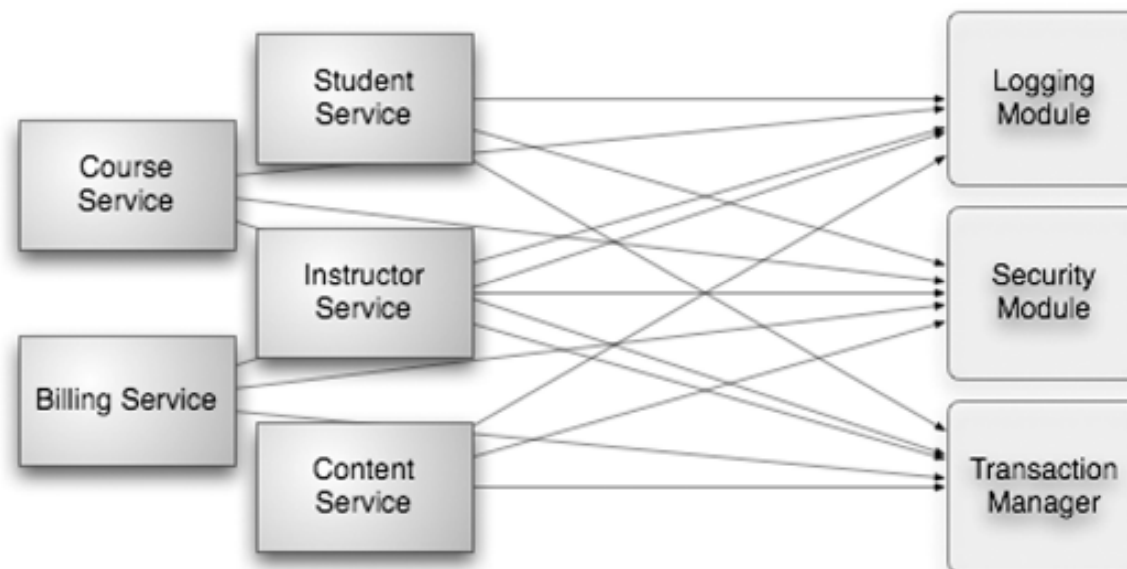 Student
Service
Logging
Module
Course
Service
Instructor
Service
Security
Module
Billing Service
Content
Service
Transaction
Manager